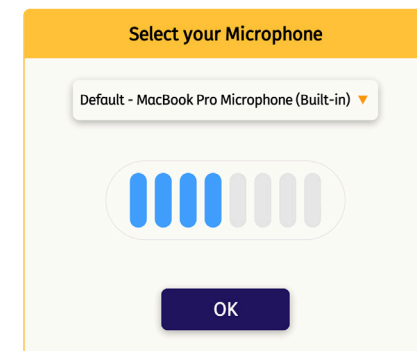 Select your Microphone
Default - MacBook Pro Microphone (Built-in)
OK